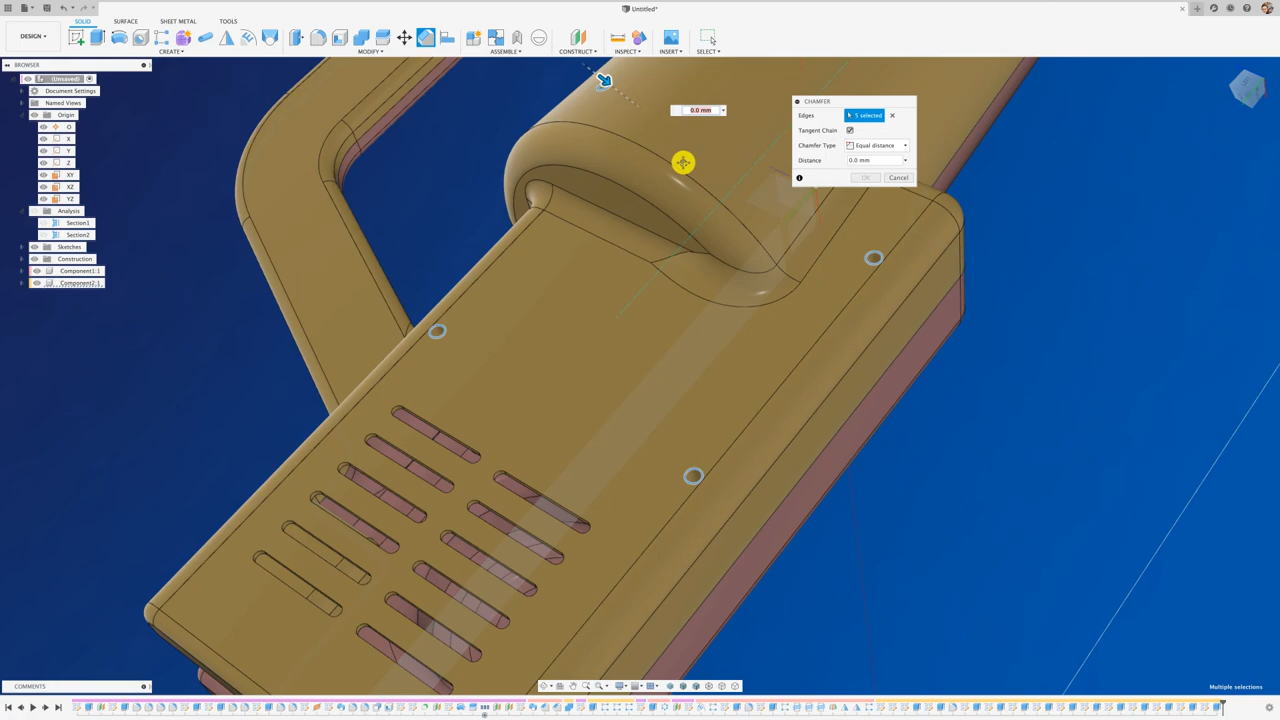 Untitled*
DESIGN
SOLID SURFACE SHEET METAL TOOLS
CREATE MODIFY ASSEMBLE CONSTRUCT INSPECT INSERT SELECT
BROWSER
(Unsaved)
Document Settings
Named Views
Origin
O
X
Y
Z
XY
XZ
YZ
Analysis
Section1
Section2
Sketches
Construction
Component1:1
Component2:1
0.0 mm
CHAMFER
Edges 5 selected
Tangent Chain
Chamfer Type Equal distance
Distance 0.0 mm
OK Cancel
COMMENTS
Multiple selections